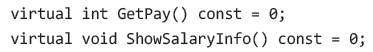 virtual int GetPay() const = 0;
virtual void ShowSalaryInfo() const = 0;